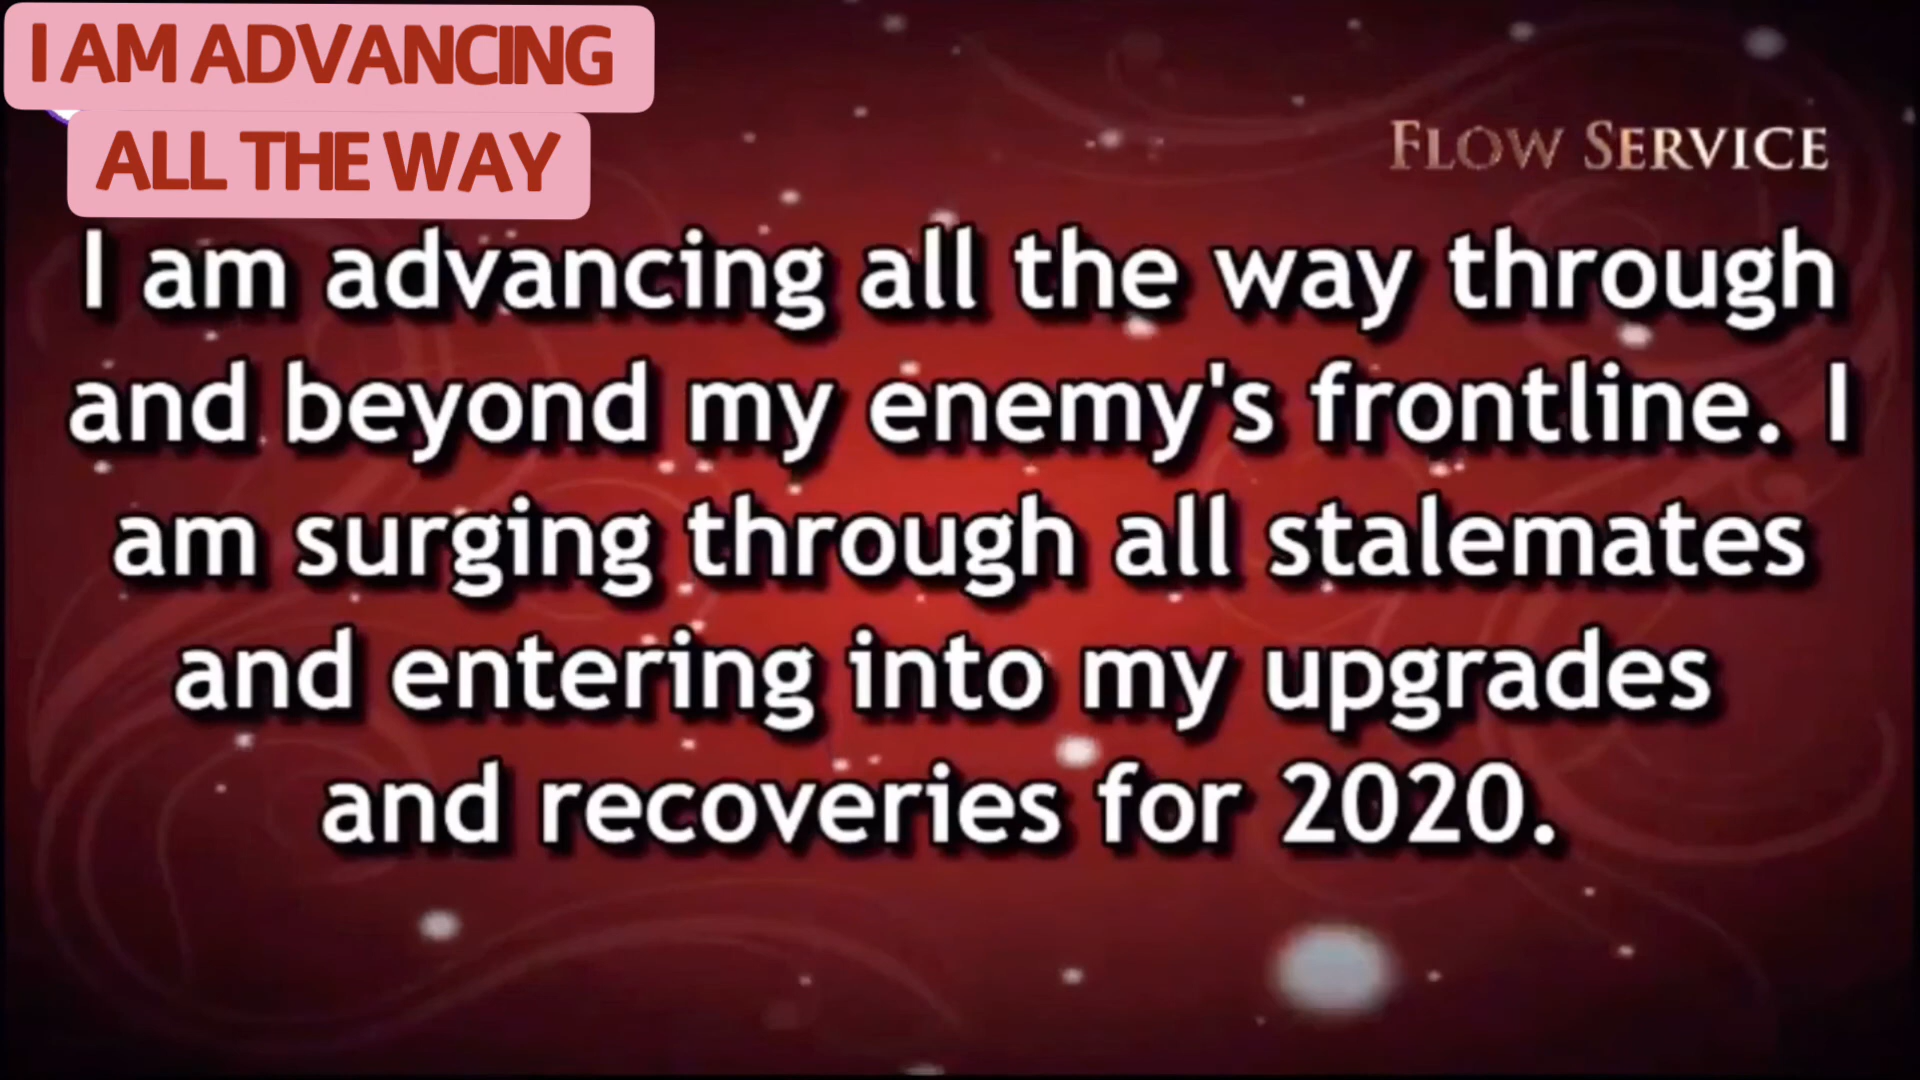 I AM ADVANCING
ALL THE WAY
FLOW SERVICE
I am advancing all the way through
and beyond my enemy's frontline. I
am surging through all stalemates
and entering into my upgrades
and recoveries for 2020.